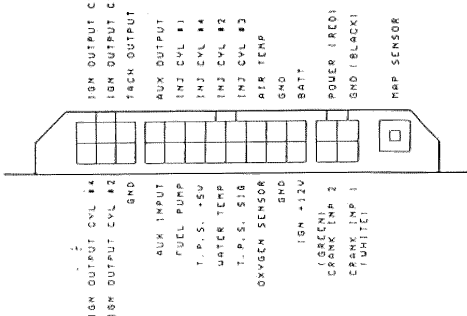 IGN OUTPUT C
IGN OUTPUT C
TACH OUTPUT
AUX OUTPUT
INJ CYL #1
INJ CYL #4
INJ CYL #2
INJ CYL #3
AIR TEMP
GND
BATT
POWER (RED)
GND (BLACK)
MAP SENSOR
IGN OUTPUT CYL #4
IGN OUTPUT CYL #2
GND
AUX INPUT
FUEL PUMP
T.P.S. +5V
WATER TEMP
T.P.S. SIG
OXYGEN SENSOR
GND
IGN +12V
(GREEN)
CRANK INP 2
CRANK INP 1
(WHITE)